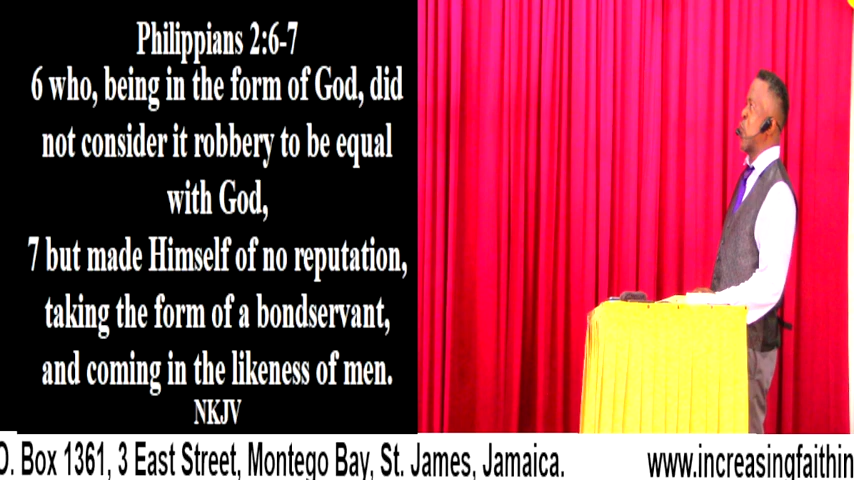 Philippians 2:6-7
6 who, being in the form of God, did
not consider it robbery to be equal
with God,
7 but made Himself of no reputation,
taking the form of a bondservant,
and coming in the likeness of men.
NKJV
O. Box 1361, 3 East Street, Montego Bay, St. James, Jamaica. www.increasingfaithin